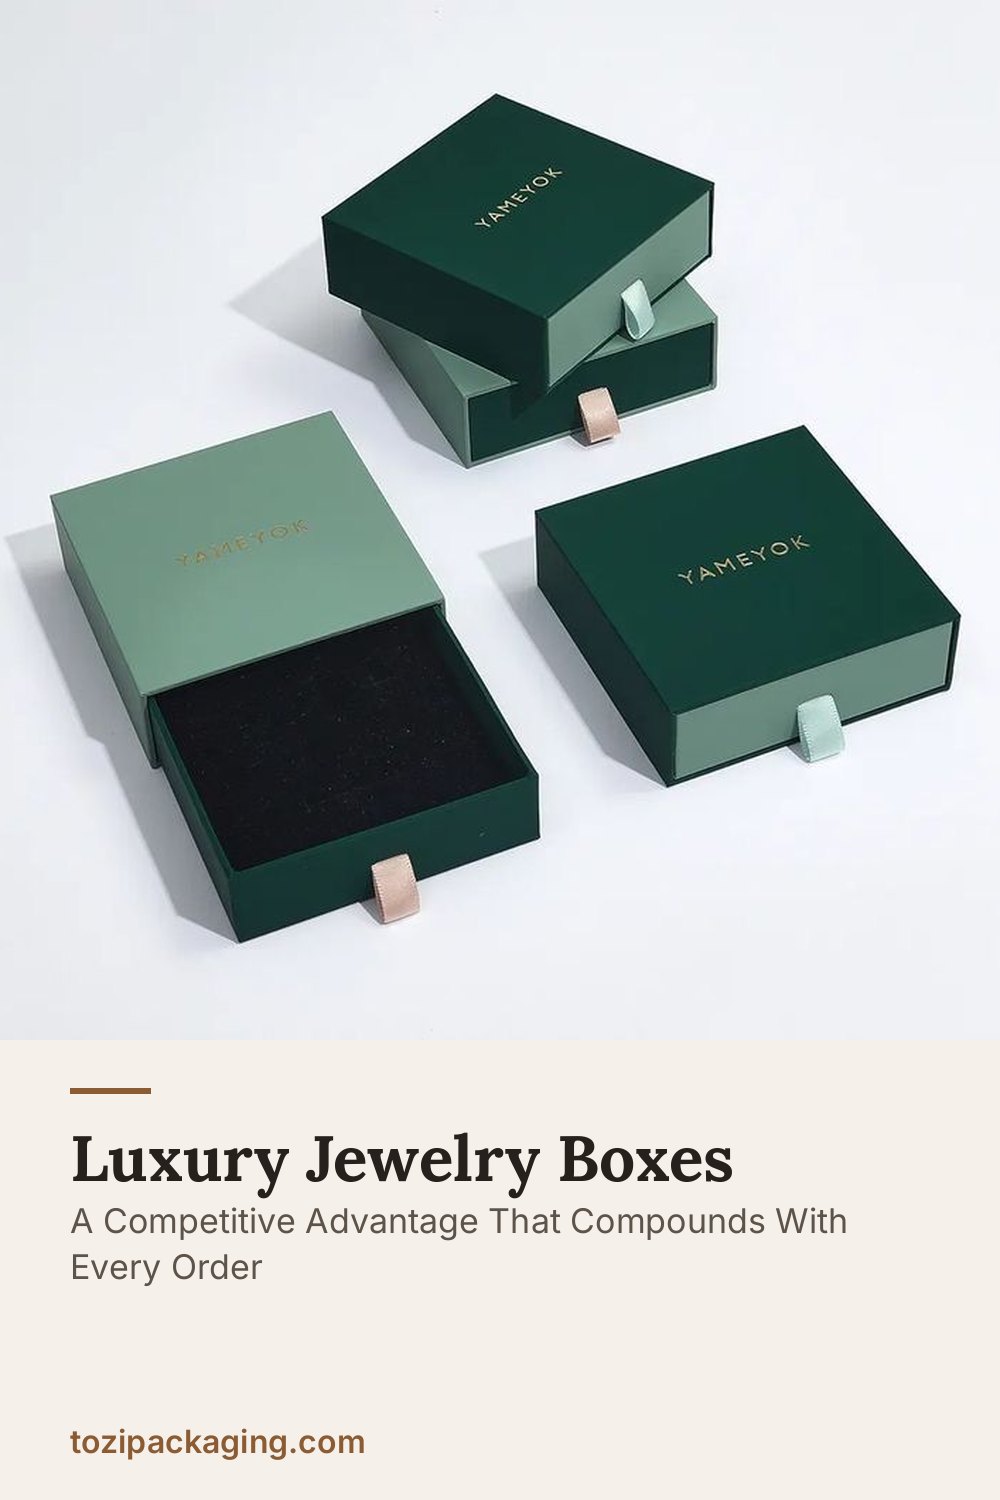 YAMEYOK
YAMEYOK
YAMEYOK
Luxury Jewelry Boxes
A Competitive Advantage That Compounds With
Every Order
tozipackaging.com